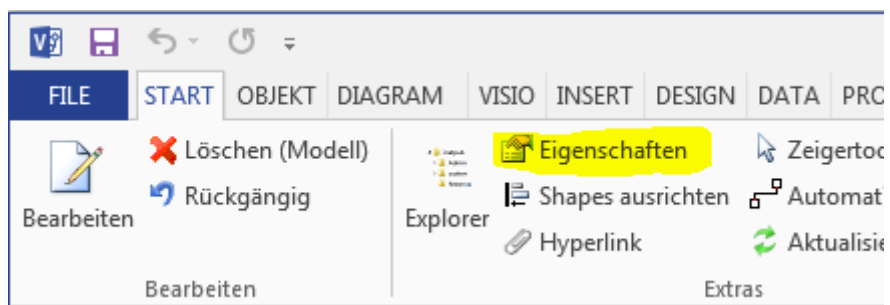 FILE START OBJEKT DIAGRAM VISIO INSERT DESIGN DATA
Löschen (Modell) Eigenschaften
Rückgängig Shapes ausrichten
Bearbeiten Explorer
Hyperlink
Bearbeiten Extras